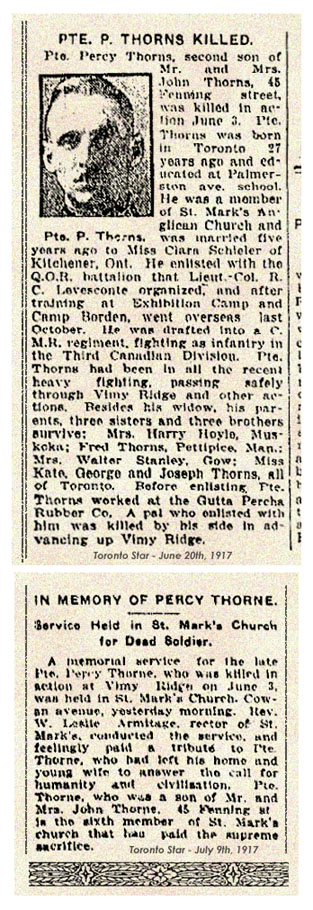 PTE. P. THORNS KILLED.
Pte. Percy Thorns, second son of
Mr. and Mrs.
John Thorns, 45
Fenning street,
was killed in ac-
tion June 3. Pte.
Thorns was born
in Toronto 27
years ago and ed-
ucated at Palmer-
ston ave. school.
He was a member
of St. Mark's An-
glican Church and
Pte. P. Thorns. was married five
years ago to Miss Clara Schieler of
Kitchener, Ont. He enlisted with the
Q.O.R. battalion that Lieut-Col. R.
C. Levesconte organized, and after
training at Exhibition Camp and
Camp Borden, went overseas last
October. He was drafted into a C.
M.R. regiment, fighting as infantry in
the Third Canadian Division. Pte.
Thorns had been in all the recent
heavy fighting, passing safely
through Vimy Ridge and other ac-
tions. Besides his widow, his par-
ents, three sisters and three brothers
survive: Mrs. Harry Hoyle, Mus-
koka; Fred Thorns, Pettipice, Man.;
Mrs. Walter Stanley, Gow; Miss
Kate, George and Joseph Thorns, all
of Toronto. Before enlisting Pte.
Thorns worked at the Gutta Percha
Rubber Co. A pal who enlisted with
him was killed by his side in ad-
vancing up Vimy Ridge.
Toronto Star - June 20th, 1917
IN MEMORY OF PERCY THORNE.
Service Held in St. Mark's Church
for Dead Soldier.
A memorial service for the late
Pte. Percy Thorne, who was killed in
action at Vimy Ridge on June 3,
was held in St. Mark's Church, Cow-
an avenue, yesterday morning. Rev.
W. Leslie Armitage, rector of St.
Mark's, conducted the service, and
feelingly paid a tribute to Pte.
Thorne, who had left his home and
young wife to answer the call for
humanity and civilisation. Pte.
Thorne, who was a son of Mr. and
Mrs. John Thorne, 45 Fenning st
is the sixth member of St. Mark's
church that hau paid the supreme
sacrifice.
Toronto Star - July 9th, 1917